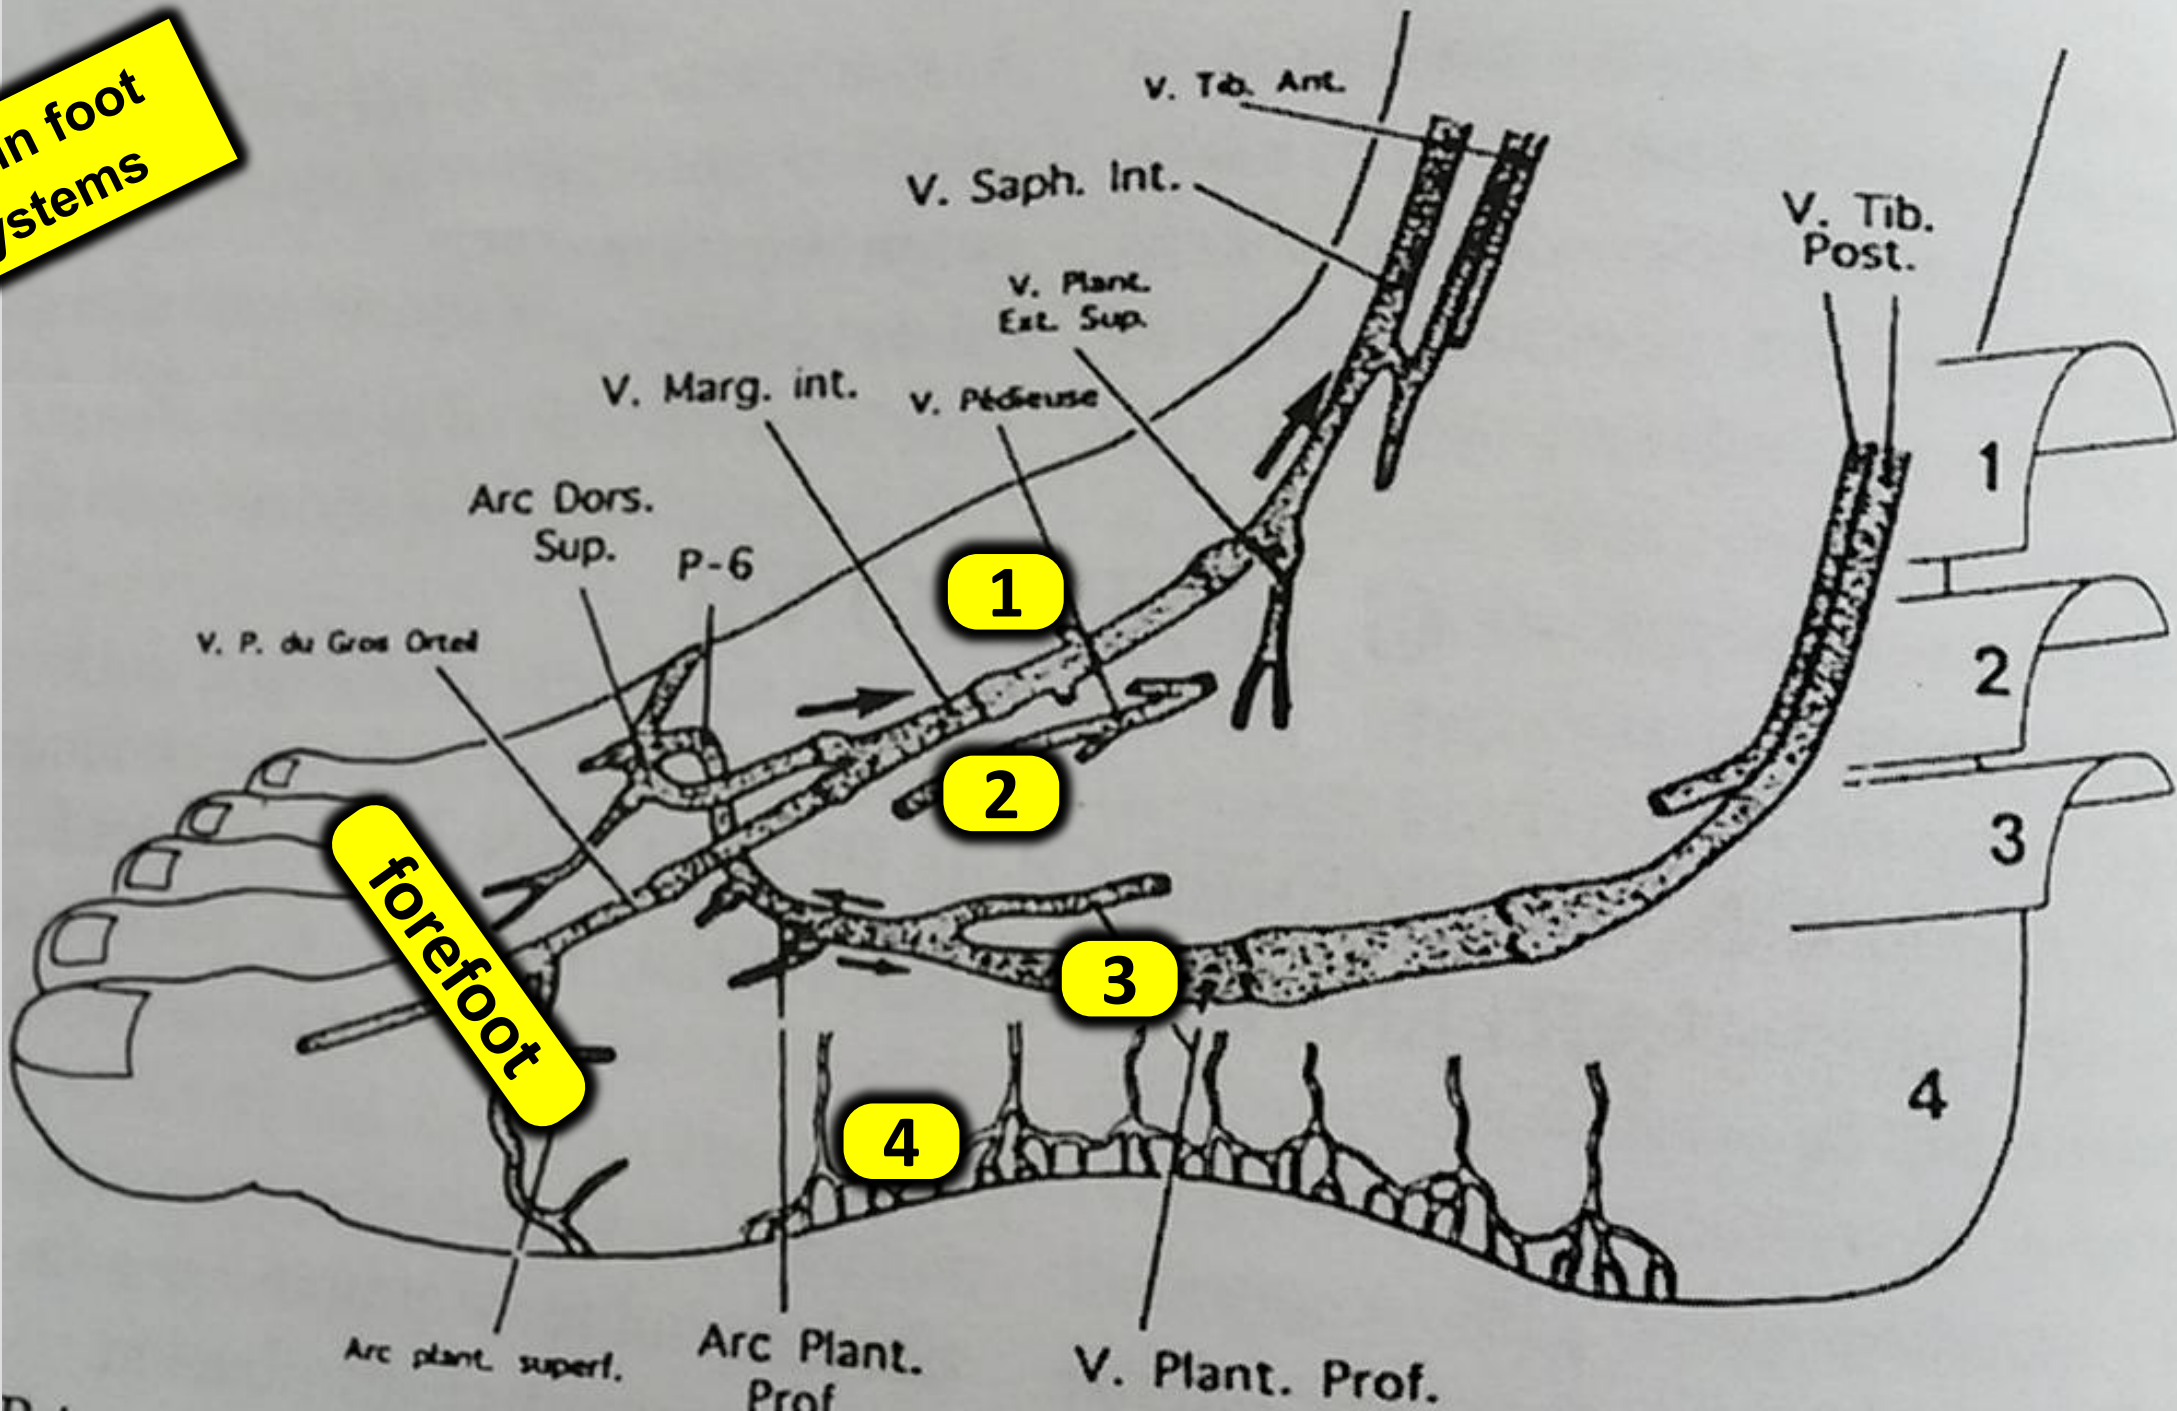 in foot
ystems
V. Tib. Ant.
V. Saph. Int.
V. Tib.
Post.
V. Plant.
Ext. Sup.
V. Marg. int.
V. Pédieuse
Arc Dors.
Sup.
P-6
V. P. du Gros Orteil
1
2
3
4
forefoot
1
2
3
4
Arc plant. superf.
Arc Plant.
Prof
V. Plant. Prof.